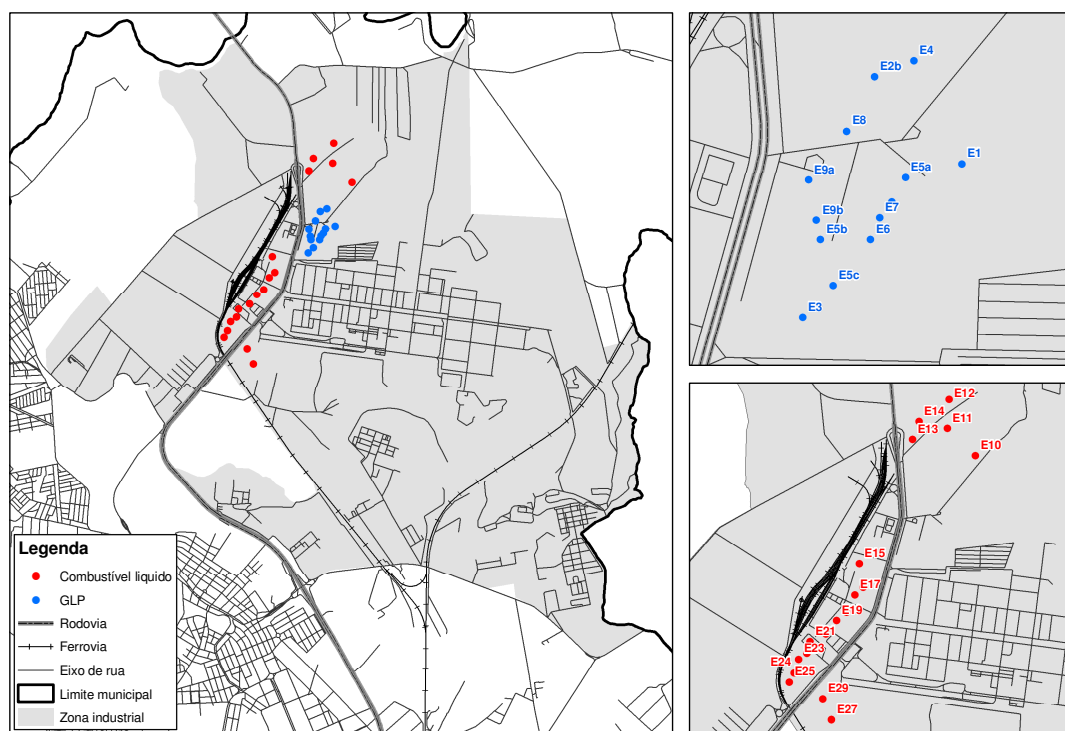 Legenda
Combustível liquido
GLP
Rodovia
Ferrovia
Eixo de rua
Limite municipal
Zona industrial
E4
E2b
E8
E1
E9a
E5a
E7
E9b
E5b
E6
E5c
E3
E12
E14
E11
E13
E10
E15
E17
E19
E21
E23
E24
E25
E29
E27